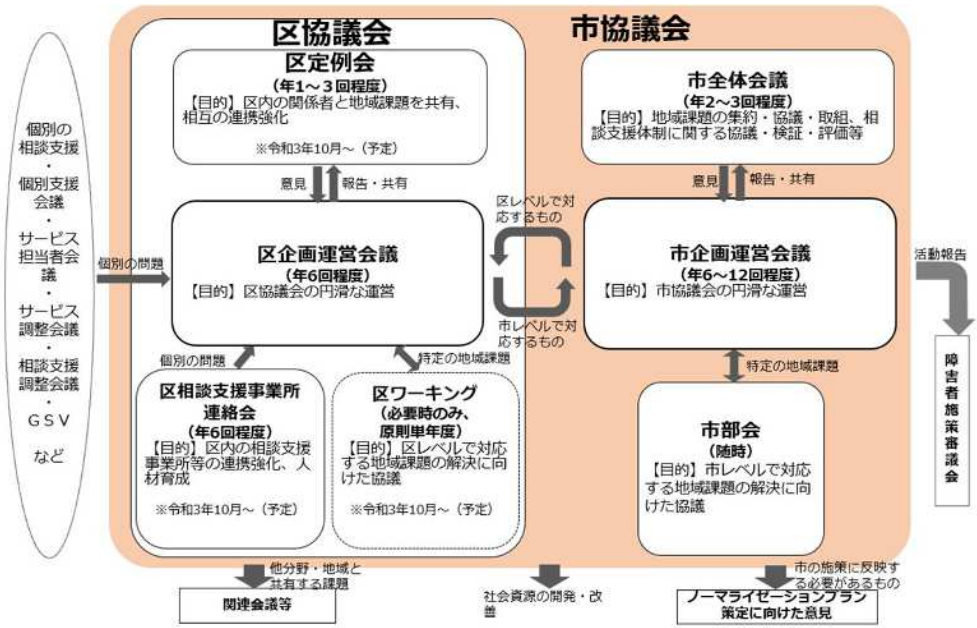 区協議会
市協議会
個別の
相談支援
・
個別支援
会議
・
サービス
担当者会
議
・
サービス
調整会議
・
相談支援
調整会議
・
GSV
など
個別の問題
区定例会
(年1～3回程度)
【目的】区内の関係者と地域課題を共有、
相互の連携強化
※令和3年10月～（予定）
意見
報告・共有
区企画運営会議
(年6回程度)
【目的】区協議会の円滑な運営
個別の問題
特定の地域課題
区相談支援事業所
連絡会
(年6回程度)
【目的】区内の相談支援
事業所等の連携強化、人
材育成
※令和3年10月～（予定）
区ワーキング
(必要時のみ、
原則単年度)
【目的】区レベルで対応
する地域課題の解決に向
けた協議
※令和3年10月～（予定）
区レベルで対
応するもの
市レベルで対
応するもの
市全体会議
(年2～3回程度)
【目的】地域課題の集約・協議・取組、相
談支援体制に関する協議・検証・評価等
意見
報告・共有
市企画運営会議
(年6～12回程度)
【目的】市協議会の円滑な運営
特定の地域課題
市部会
(随時)
【目的】市レベルで対応
する地域課題の解決に向
けた協議
活動報告
障害者施策審議会
他分野・地域と
共有する課題
関連会議等
社会資源の開発・改
善
市の施策に反映す
る必要があるもの
ノーマライゼーションプラン
策定に向けた意見